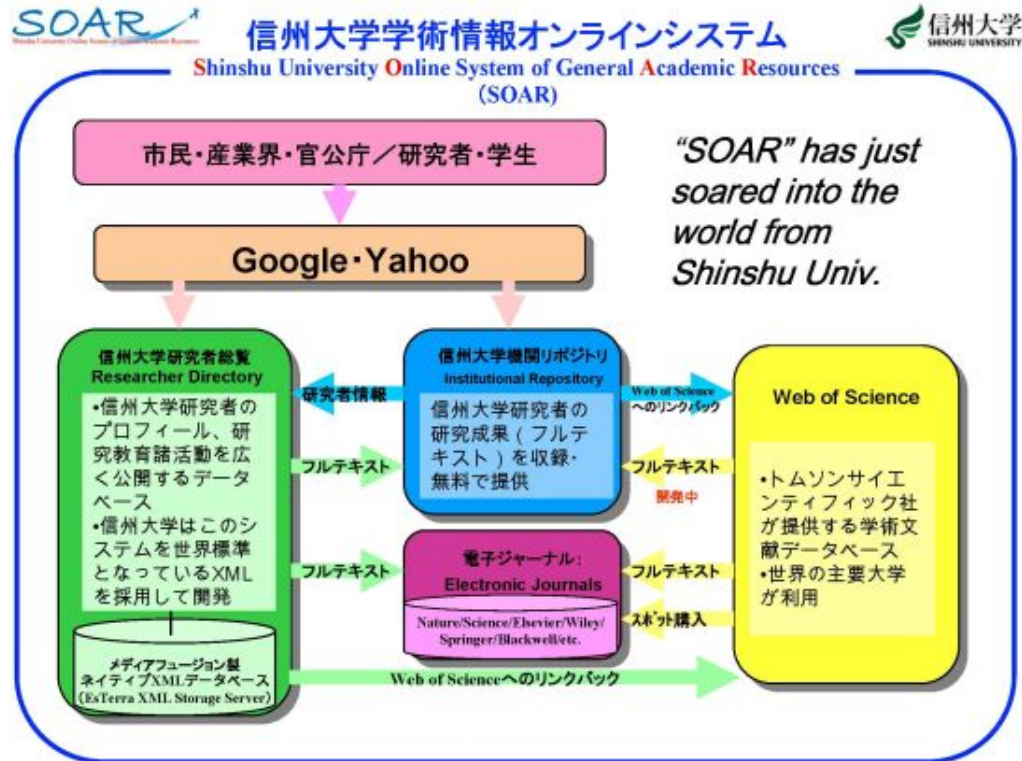 SOAR
Shinshu University Online System of General Academic Resources
信州大学学術情報オンラインシステム
信州大学
SHINSHU UNIVERSITY
Shinshu University Online System of General Academic Resources
(SOAR)
市民・産業界・官公庁／研究者・学生
"SOAR" has just
soared into the
world from
Shinshu Univ.
Google・Yahoo
信州大学研究者総覧
Researcher Directory
・信州大学研究者の
プロフィール、研
究教育諸活動を広
く公開するデータ
ベース
・信州大学はこのシ
ステムを世界標準
となっているXML
を採用して開発
メディアフュージョン製
ネイティブXMLデータベース
(EsTerra XML Storage Server)
研究者情報
フルテキスト
フルテキスト
信州大学機関リポジトリ
Institutional Repository
信州大学研究者の
研究成果（フルテ
キスト）を収録・
無料で提供
電子ジャーナル：
Electronic Journals
Nature/Science/Elsevier/Wiley/
Springer/Blackwell/etc.
Web of Science
へのリンクバック
フルテキスト
開発中
フルテキスト
スポット購入
Web of Scienceへのリンクバック
Web of Science
・トムソンサイエ
ンティフィック社
が提供する学術文
献データベース
・世界の主要大学
が利用